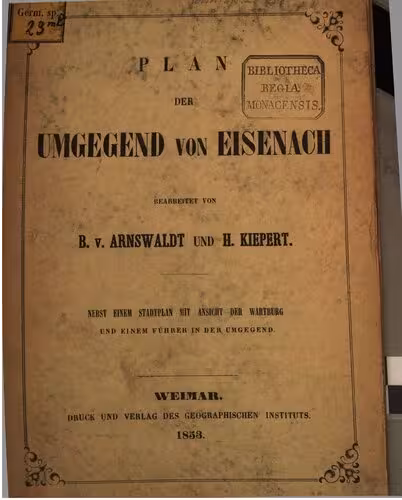 Germ. sp.
23
PLAN
BIBLIOTHECA
REGIA
MONACENSIS.
DER
UMGEGEND VON EISENACH
BEARBEITET VON
B. v. ARNSWALDT UND H. KIEPERT.
NEBST EINEM STADTPLAN MIT ANSICHT DER WARTBURG
UND EINEM FÜHRER IN DER UMGEGEND.
WEIMAR.
DRUCK UND VERLAG DES GEOGRAPHISCHEN INSTITUTS.
1853.